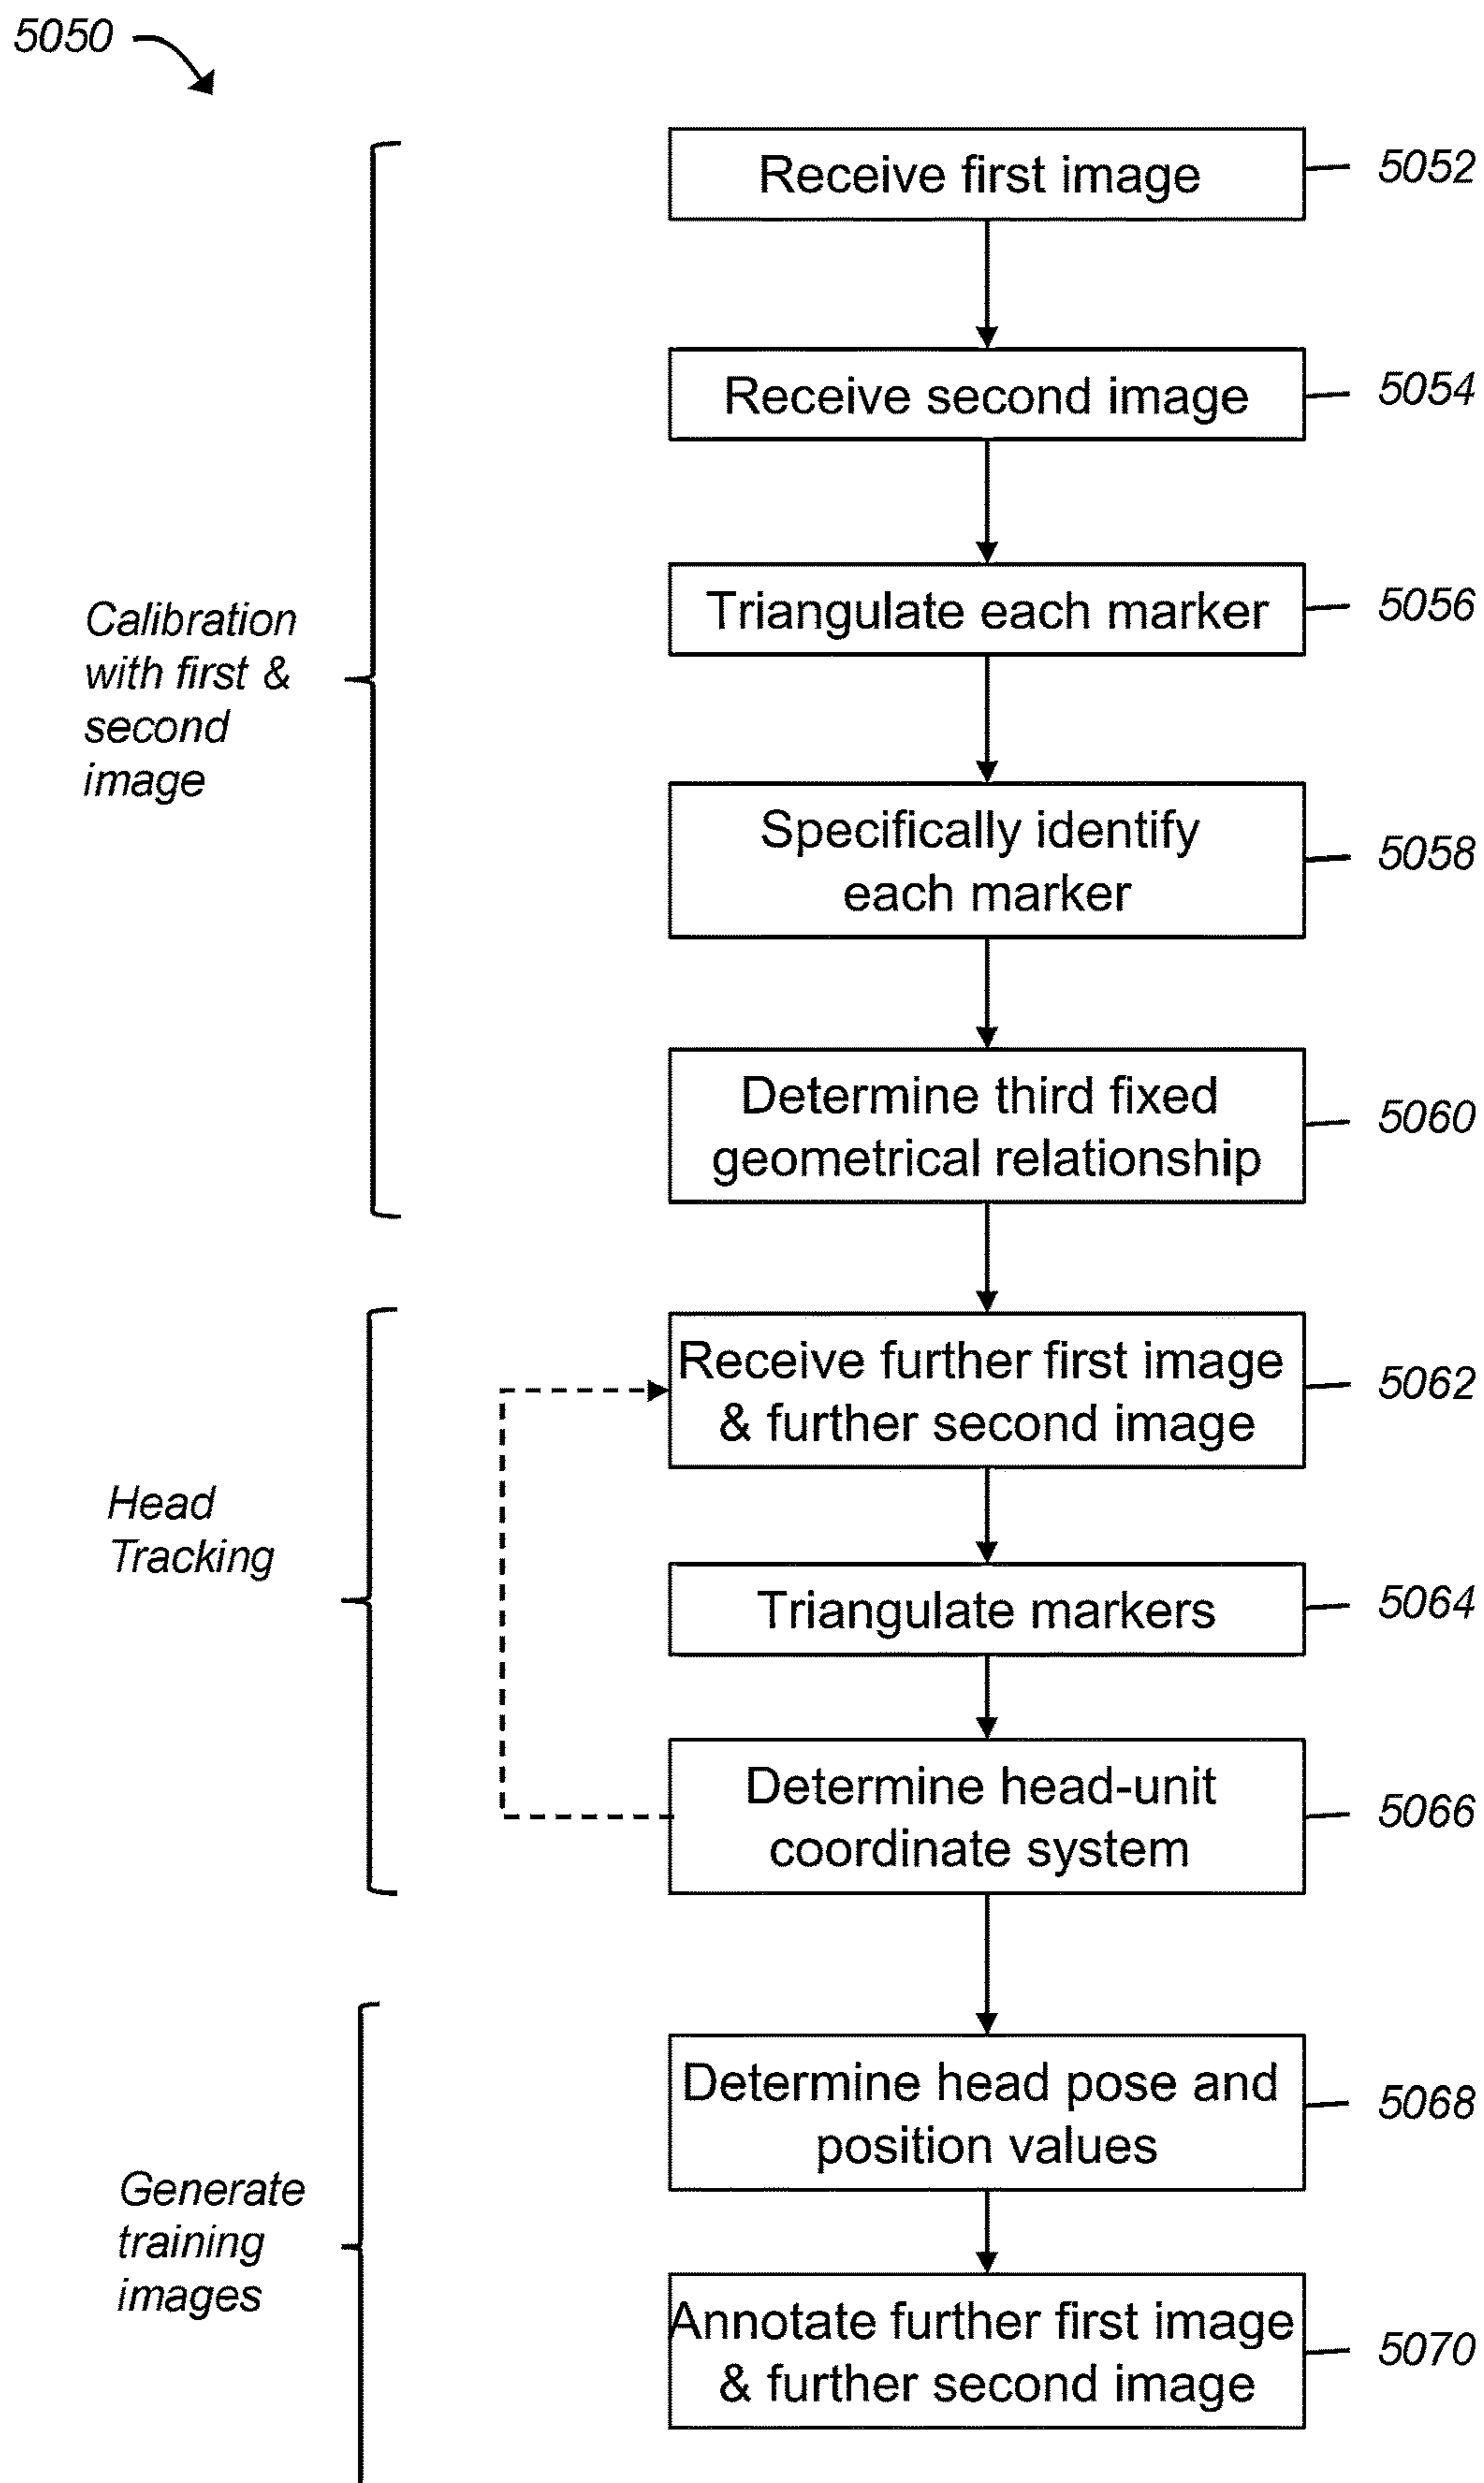 5050
Receive first image
5052
Receive second image
5054
Triangulate each marker
5056
Calibration
with first &
second
image
Specifically identify
each marker
5058
Determine third fixed
geometrical relationship
5060
Receive further first image
& further second image
5062
Head
Tracking
Triangulate markers
5064
Determine head-unit
coordinate system
5066
Determine head pose and
position values
5068
Generate
training
images
Annotate further first image
& further second image
5070